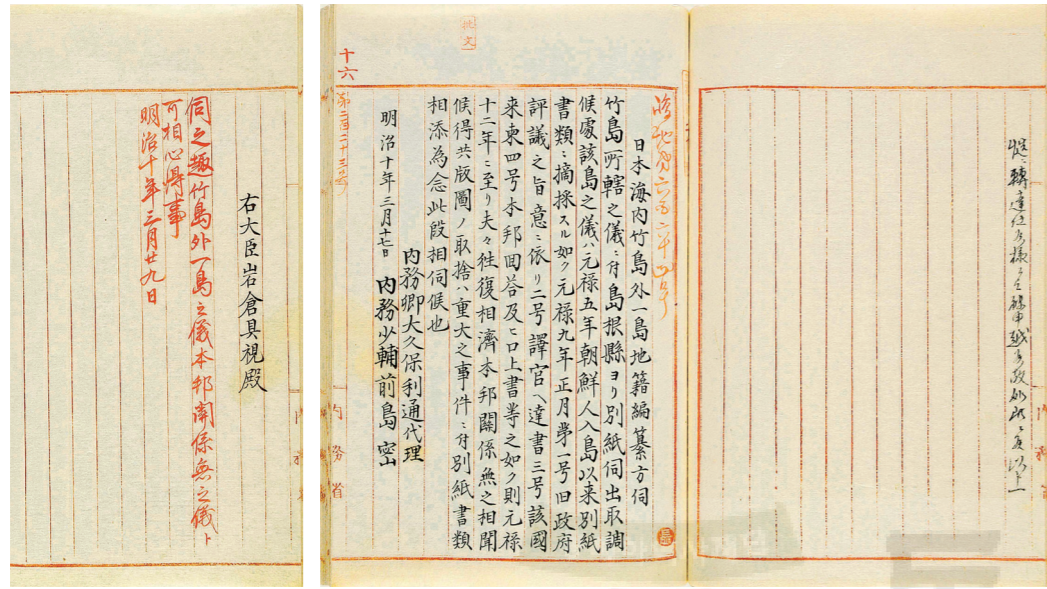 日本海内竹島外一島地籍編纂方伺
竹島所轄之儀ニ付島根縣ヨリ別紙伺出取調
候處該島之儀ハ元禄五年朝鮮人入島以来別紙
書類ニ摘採スル如ク元禄九年正月第一号旧政府
評議之旨意ニ依リ二号譯官ヘ達書三号該國
来柬四号本邦回答及ヒ口上書等之如ク則元禄
十二年ニ至リ夫々往復相濟本邦關係無之相聞
候得共版圖ノ取捨ハ重大之事件ニ付別紙書類
相添為念此段相伺候也
内務卿大久保利通代理
明治十年三月十七日 内務少輔前島密
十六
内務省
右大臣岩倉具視殿
伺之趣竹島外一島之儀本邦関係無之儀ト
可相心得事
明治十年三月廿九日